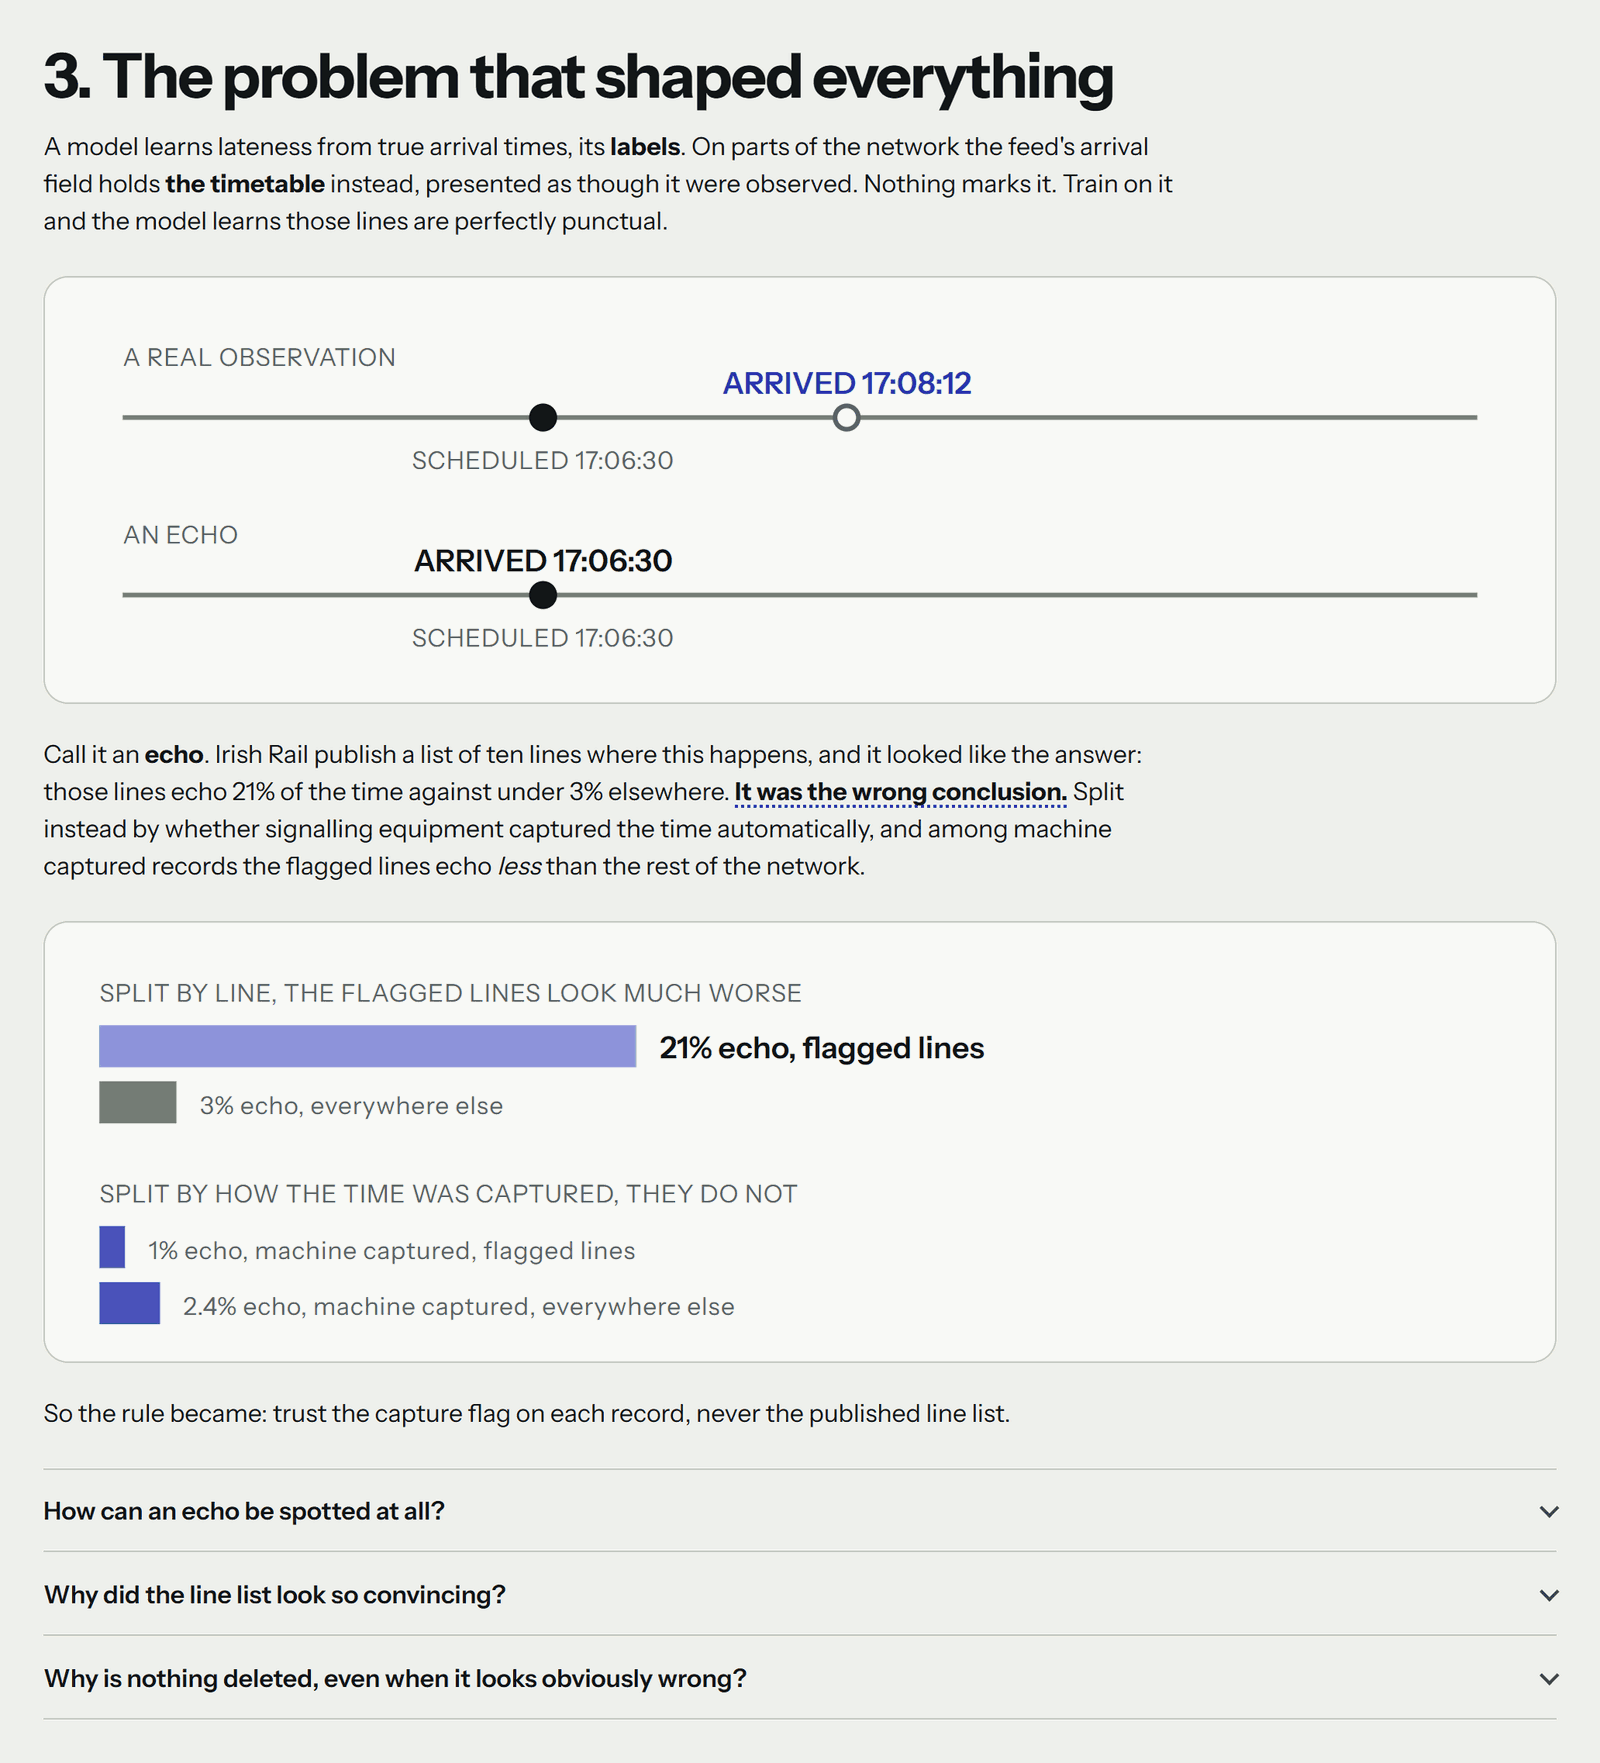 3. The problem that shaped everything
A model learns lateness from true arrival times, its labels. On parts of the network the feed's arrival
field holds the timetable instead, presented as though it were observed. Nothing marks it. Train on it
and the model learns those lines are perfectly punctual.
A REAL OBSERVATION
ARRIVED 17:08:12
SCHEDULED 17:06:30
AN ECHO
ARRIVED 17:06:30
SCHEDULED 17:06:30
Call it an echo. Irish Rail publish a list of ten lines where this happens, and it looked like the answer:
those lines echo 21% of the time against under 3% elsewhere. It was the wrong conclusion. Split
instead by whether signalling equipment captured the time automatically, and among machine
captured records the flagged lines echo less than the rest of the network.
SPLIT BY LINE, THE FLAGGED LINES LOOK MUCH WORSE
21% echo, flagged lines
3% echo, everywhere else
SPLIT BY HOW THE TIME WAS CAPTURED, THEY DO NOT
1% echo, machine captured, flagged lines
2.4% echo, machine captured, everywhere else
So the rule became: trust the capture flag on each record, never the published line list.
How can an echo be spotted at all?
Why did the line list look so convincing?
Why is nothing deleted, even when it looks obviously wrong?